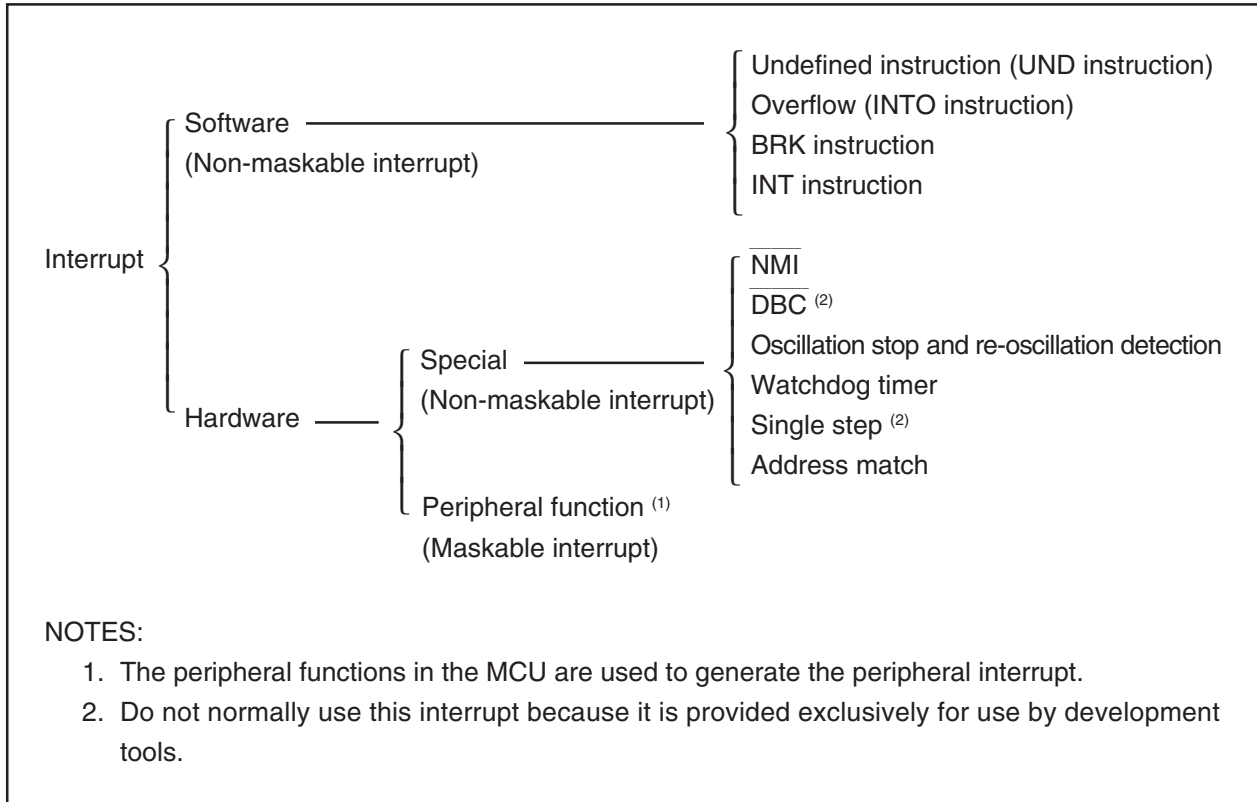 Undefined instruction (UND instruction)
Software
Overflow (INTO instruction)
(Non-maskable interrupt)
BRK instruction
INT instruction
Interrupt
NMI
DBC (2)
Special
Oscillation stop and re-oscillation detection
(Non-maskable interrupt)
Watchdog timer
Hardware
Single step (2)
Address match
Peripheral function (1)
(Maskable interrupt)
NOTES:
1. The peripheral functions in the MCU are used to generate the peripheral interrupt.
2. Do not normally use this interrupt because it is provided exclusively for use by development
tools.